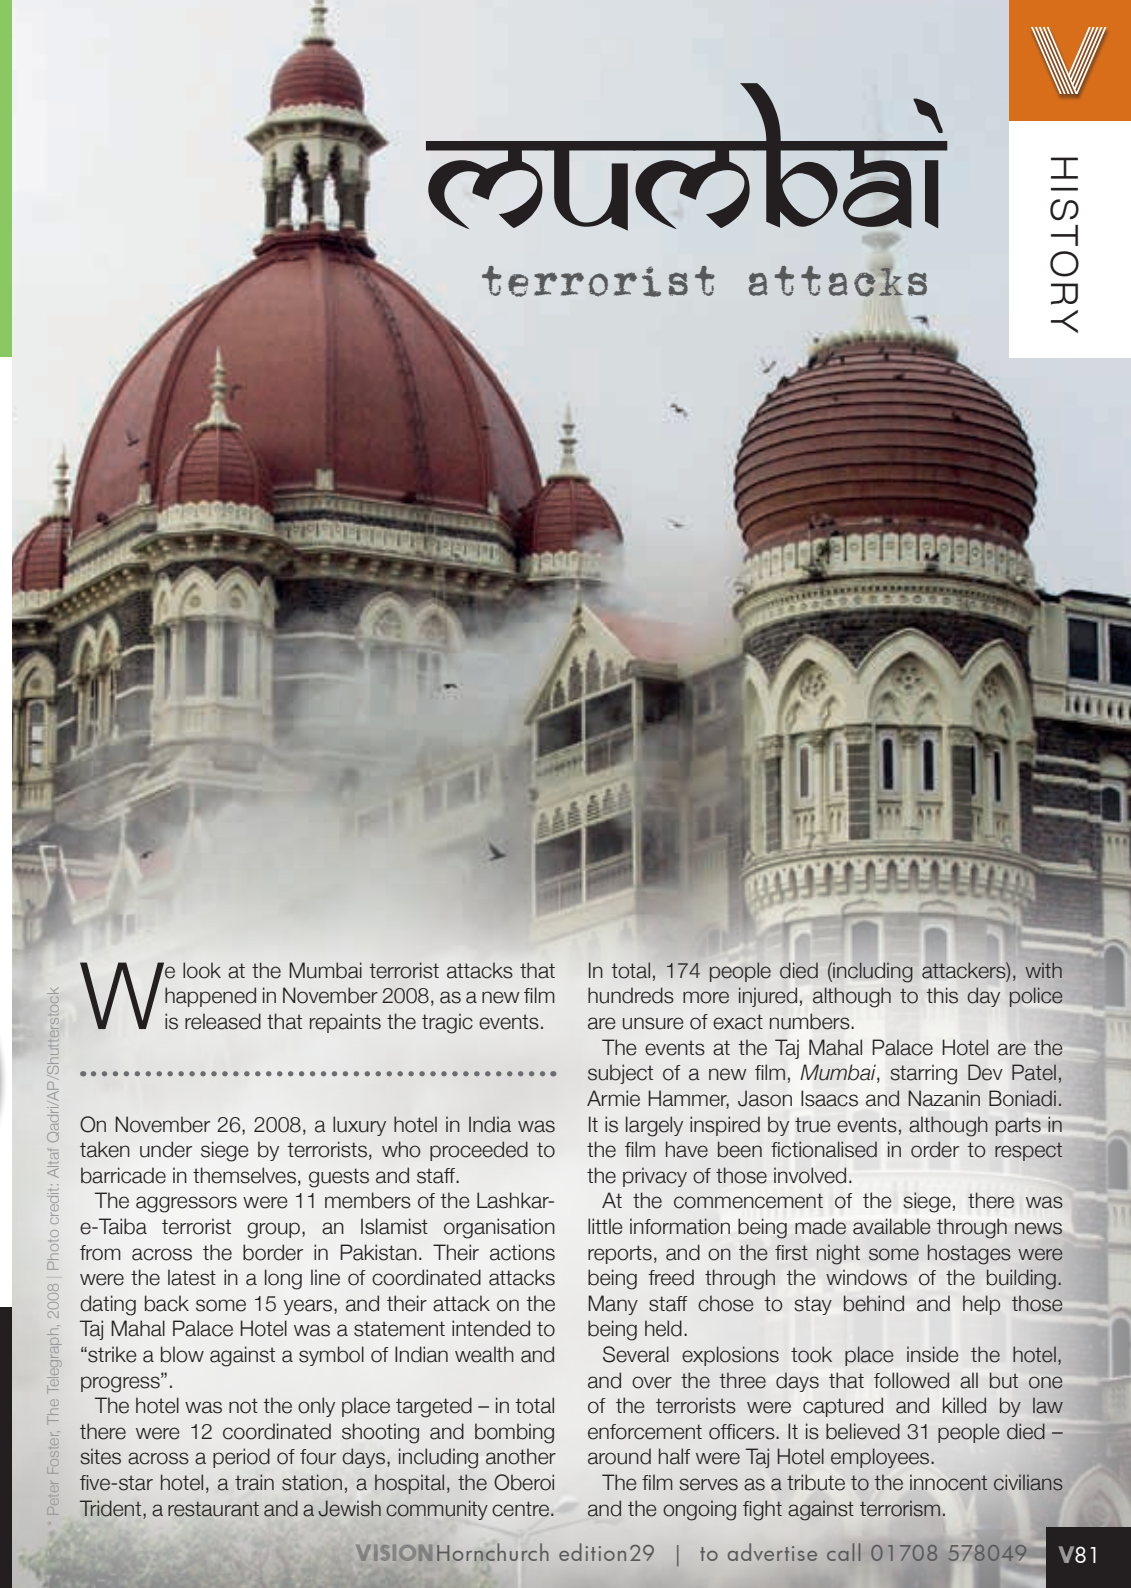 V
HISTORY
mumbai
terrorist attacks
We look at the Mumbai terrorist attacks that
happened in November 2008, as a new film
is released that repaints the tragic events.
On November 26, 2008, a luxury hotel in India was
taken under siege by terrorists, who proceeded to
barricade in themselves, guests and staff.
The aggressors were 11 members of the Lashkar-
e-Taiba terrorist group, an Islamist organisation
from across the border in Pakistan. Their actions
were the latest in a long line of coordinated attacks
dating back some 15 years, and their attack on the
Taj Mahal Palace Hotel was a statement intended to
“strike a blow against a symbol of Indian wealth and
progress”.
The hotel was not the only place targeted – in total
there were 12 coordinated shooting and bombing
sites across a period of four days, including another
five-star hotel, a train station, a hospital, the Oberoi
Trident, a restaurant and a Jewish community centre.
In total, 174 people died (including attackers), with
hundreds more injured, although to this day police
are unsure of exact numbers.
The events at the Taj Mahal Palace Hotel are the
subject of a new film, Mumbai, starring Dev Patel,
Armie Hammer, Jason Isaacs and Nazanin Boniadi.
It is largely inspired by true events, although parts in
the film have been fictionalised in order to respect
the privacy of those involved.
At the commencement of the siege, there was
little information being made available through news
reports, and on the first night some hostages were
being freed through the windows of the building.
Many staff chose to stay behind and help those
being held.
Several explosions took place inside the hotel,
and over the three days that followed all but one
of the terrorists were captured and killed by law
enforcement officers. It is believed 31 people died –
around half were Taj Hotel employees.
The film serves as a tribute to the innocent civilians
and the ongoing fight against terrorism.
* Peter Foster, The Telegraph, 2008 | Photo credit: Altaf Qadri/AP/Shutterstock
VISIONHornchurch edition29 | to advertise call 01708 578049 V81